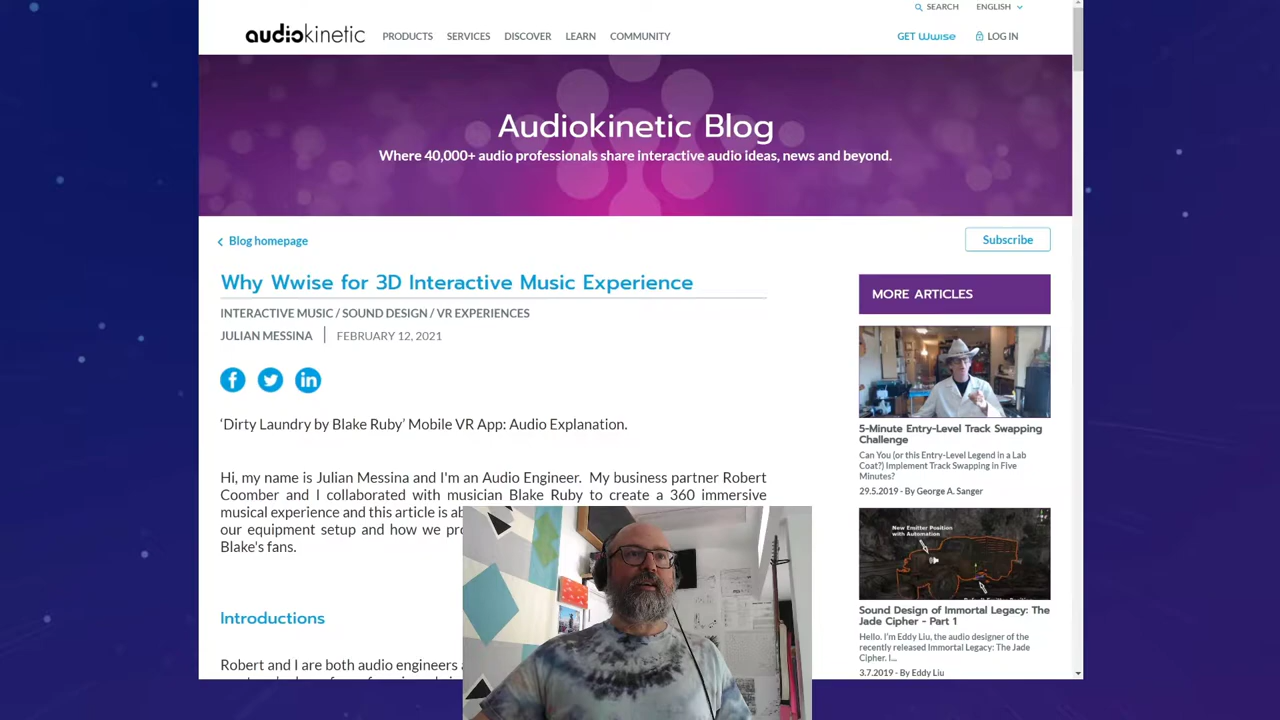 SEARCH
ENGLISH
audiokinetic
PRODUCTS
SERVICES
DISCOVER
LEARN
COMMUNITY
GET Wwise
LOG IN
Audiokinetic Blog
Where 40,000+ audio professionals share interactive audio ideas, news and beyond.
Blog homepage
Subscribe
Why Wwise for 3D Interactive Music Experience
INTERACTIVE MUSIC / SOUND DESIGN / VR EXPERIENCES
JULIAN MESSINA
FEBRUARY 12, 2021
‘Dirty Laundry by Blake Ruby’ Mobile VR App: Audio Explanation.
Hi, my name is Julian Messina and I'm an Audio Engineer. My business partner Robert
Coomber and I collaborated with musician Blake Ruby to create a 360 immersive
musical experience and this article is
our equipment setup and how we
Blake's fans.
Introductions
Robert and I are both audio engineers
MORE ARTICLES
5-Minute Entry-Level Track Swapping
Challenge
Can You (or this Entry-Level Legend in a Lab
Coat?) Implement Track Swapping in Five
Minutes?
29.5.2019 - By George A. Sanger
New Emitter Position
with Automation
Sound Design of Immortal Legacy: The
Jade Cipher - Part 1
Hello. I'm Eddy Liu, the audio designer of the
recently released Immortal Legacy: The Jade
Cipher. I...
3.7.2019 - By Eddy Liu